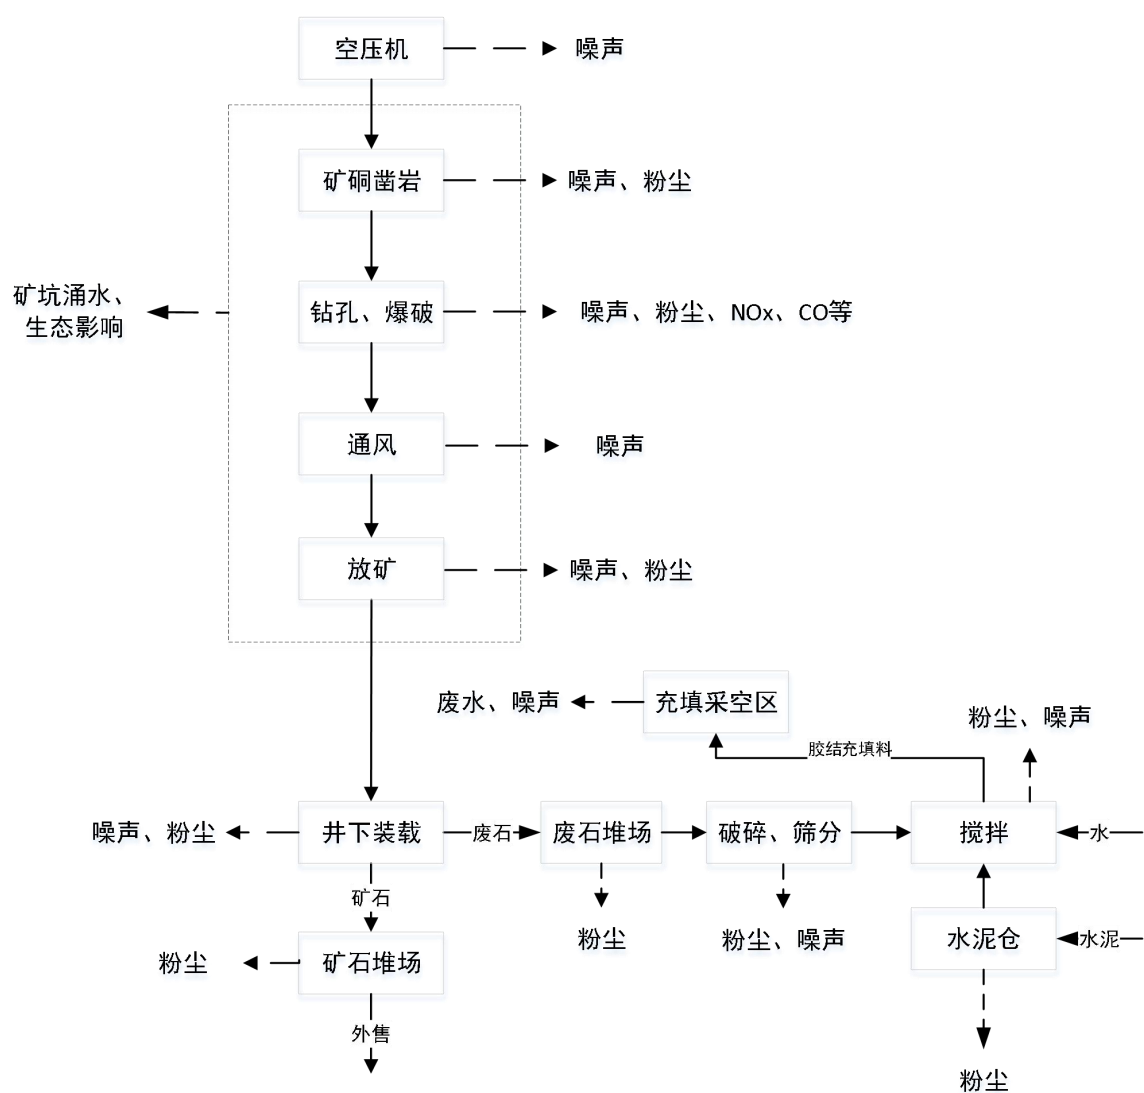 空压机
噪声
矿硐凿岩
噪声、粉尘
矿坑涌水、
生态影响
钻孔、爆破
噪声、粉尘、NOx、CO等
通风
噪声
放矿
噪声、粉尘
废水、噪声
充填采空区
粉尘、噪声
胶结充填料
噪声、粉尘
井下装载
废石
废石堆场
破碎、筛分
搅拌
水
矿石
粉尘
粉尘、噪声
水泥仓
水泥
粉尘
矿石堆场
外售
粉尘